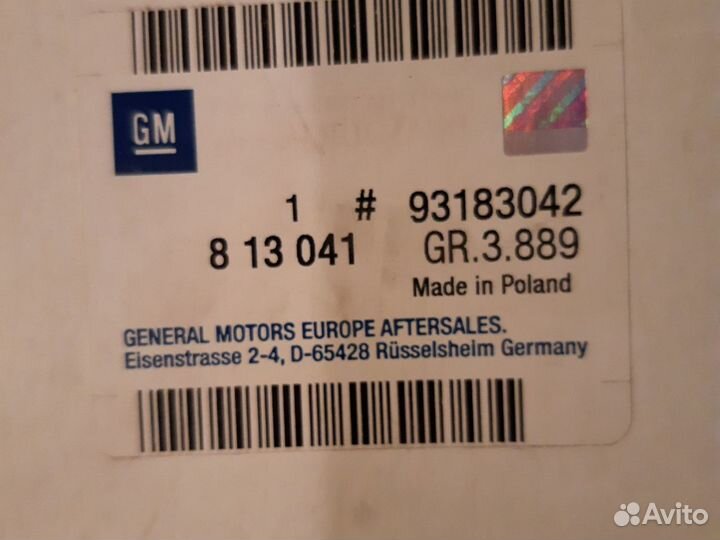 GM
1 # 93183042
8 13 041 GR.3.889
Made in Poland
GENERAL MOTORS EUROPE AFTERSALES.
Eisenstrasse 2-4, D-65428 Rüsselsheim Germany
Avito